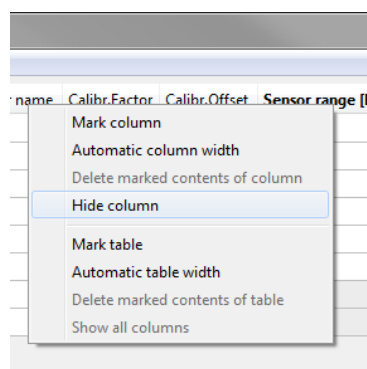 name Calibr.Factor Calibr.Offset Sensor range
Mark column
Automatic column width
Delete marked contents of column
Hide column
Mark table
Automatic table width
Delete marked contents of table
Show all columns